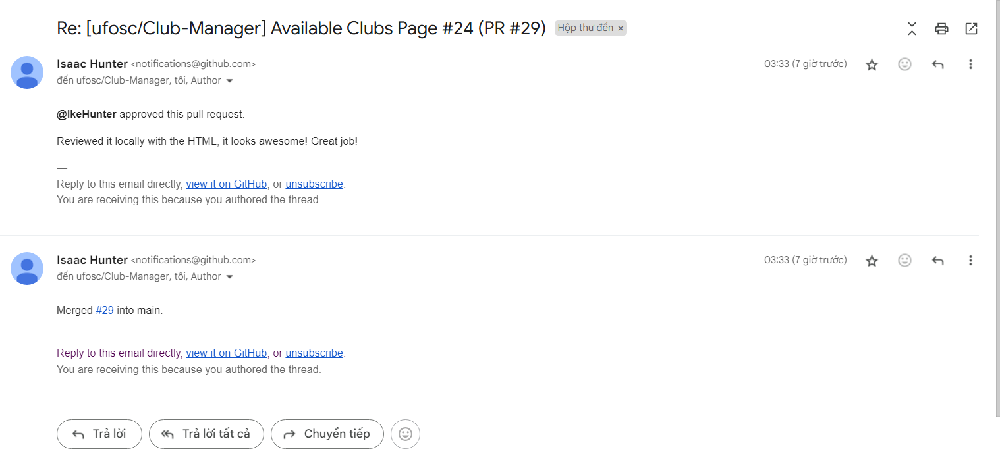 Re: [ufosc/Club-Manager] Available Clubs Page #24 (PR #29) Hộp thư đến ×
Isaac Hunter <notifications@github.com> 03:33 (7 giờ trước)
đến ufosc/Club-Manager, tôi, Author
@IkeHunter approved this pull request.
Reviewed it locally with the HTML, it looks awesome! Great job!
—
Reply to this email directly, view it on GitHub, or unsubscribe.
You are receiving this because you authored the thread.
Isaac Hunter <notifications@github.com> 03:33 (7 giờ trước)
đến ufosc/Club-Manager, tôi, Author
Merged #29 into main.
—
Reply to this email directly, view it on GitHub, or unsubscribe.
You are receiving this because you authored the thread.
Trả lời Trả lời tất cả Chuyển tiếp